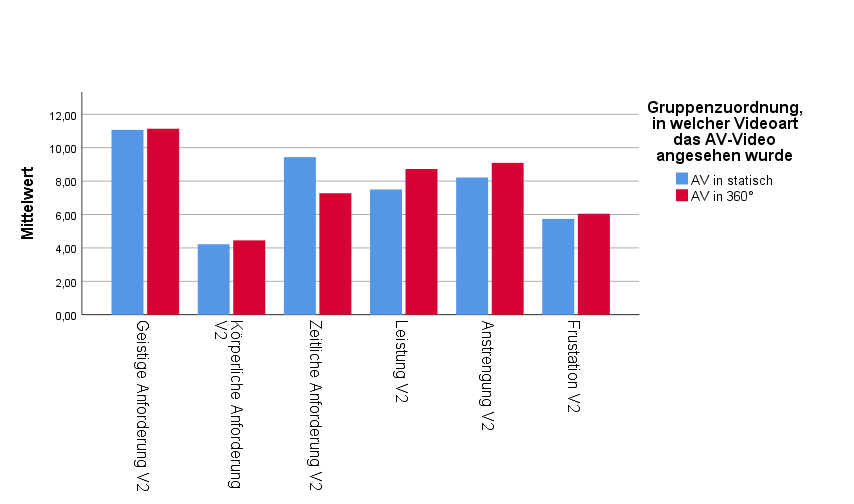 Gruppenzuordnung,
in welcher Videoart
das AV-Video
angesehen wurde
AV in statisch
AV in 360°
Mittelwert
12,00
10,00
8,00
6,00
4,00
2,00
0,00
Geistige Anforderung V2
Körperliche Anforderung
V2
Zeitliche Anforderung V2
Leistung V2
Anstrengung V2
Frustation V2